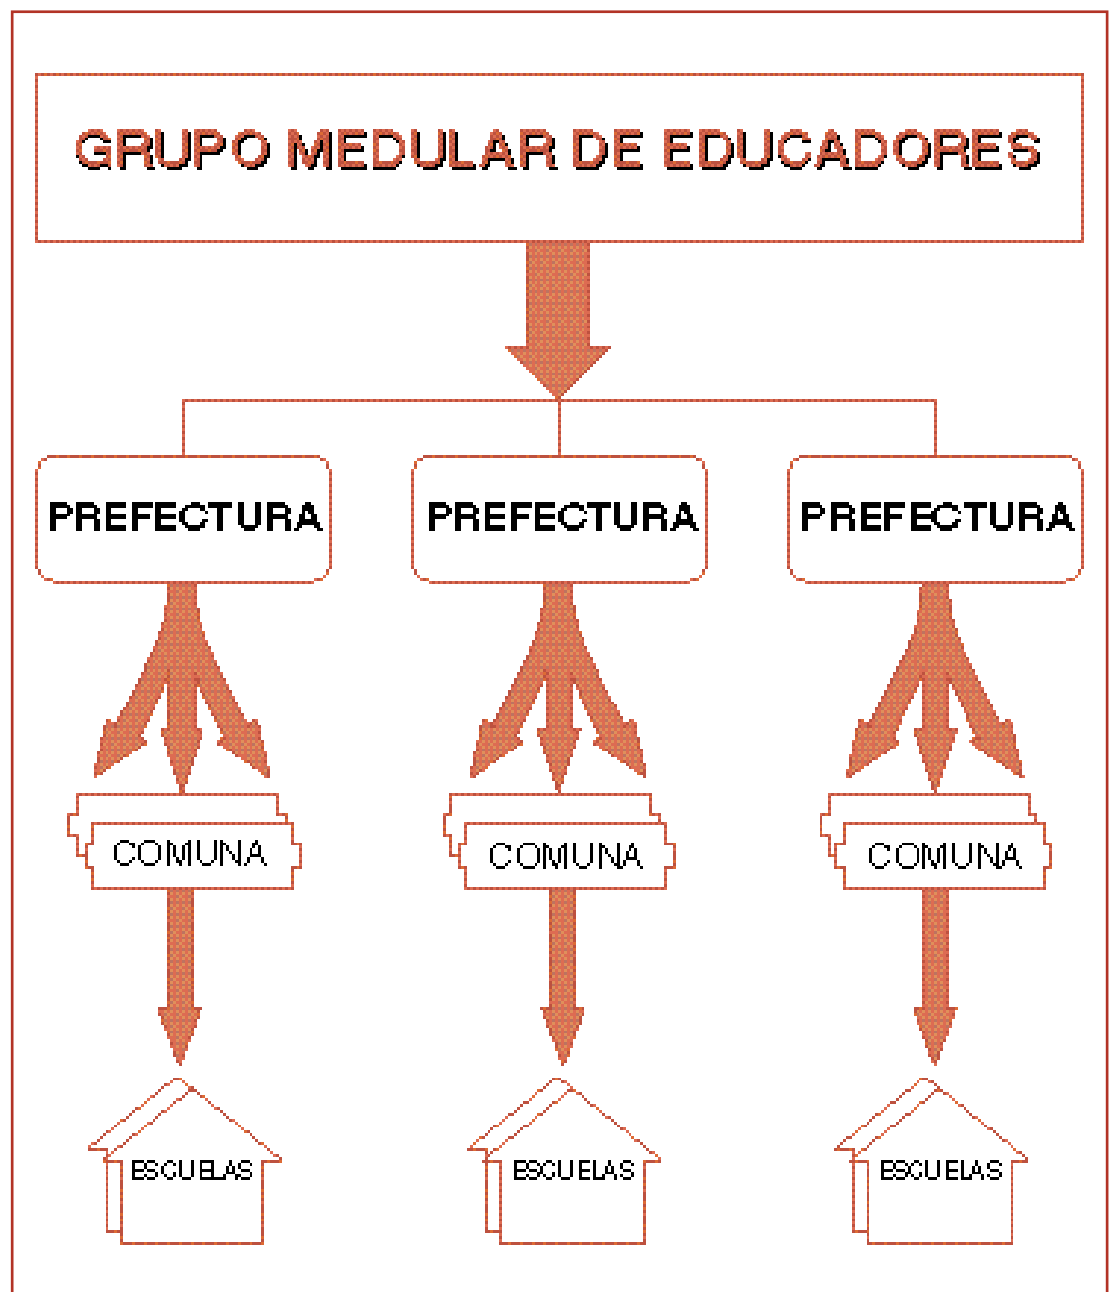 GRUPO MEDULAR DE EDUCADORES
PREFECTURA
PREFECTURA
PREFECTURA
COMUNA
COMUNA
COMUNA
ESCUELAS
ESCUELAS
ESCUELAS